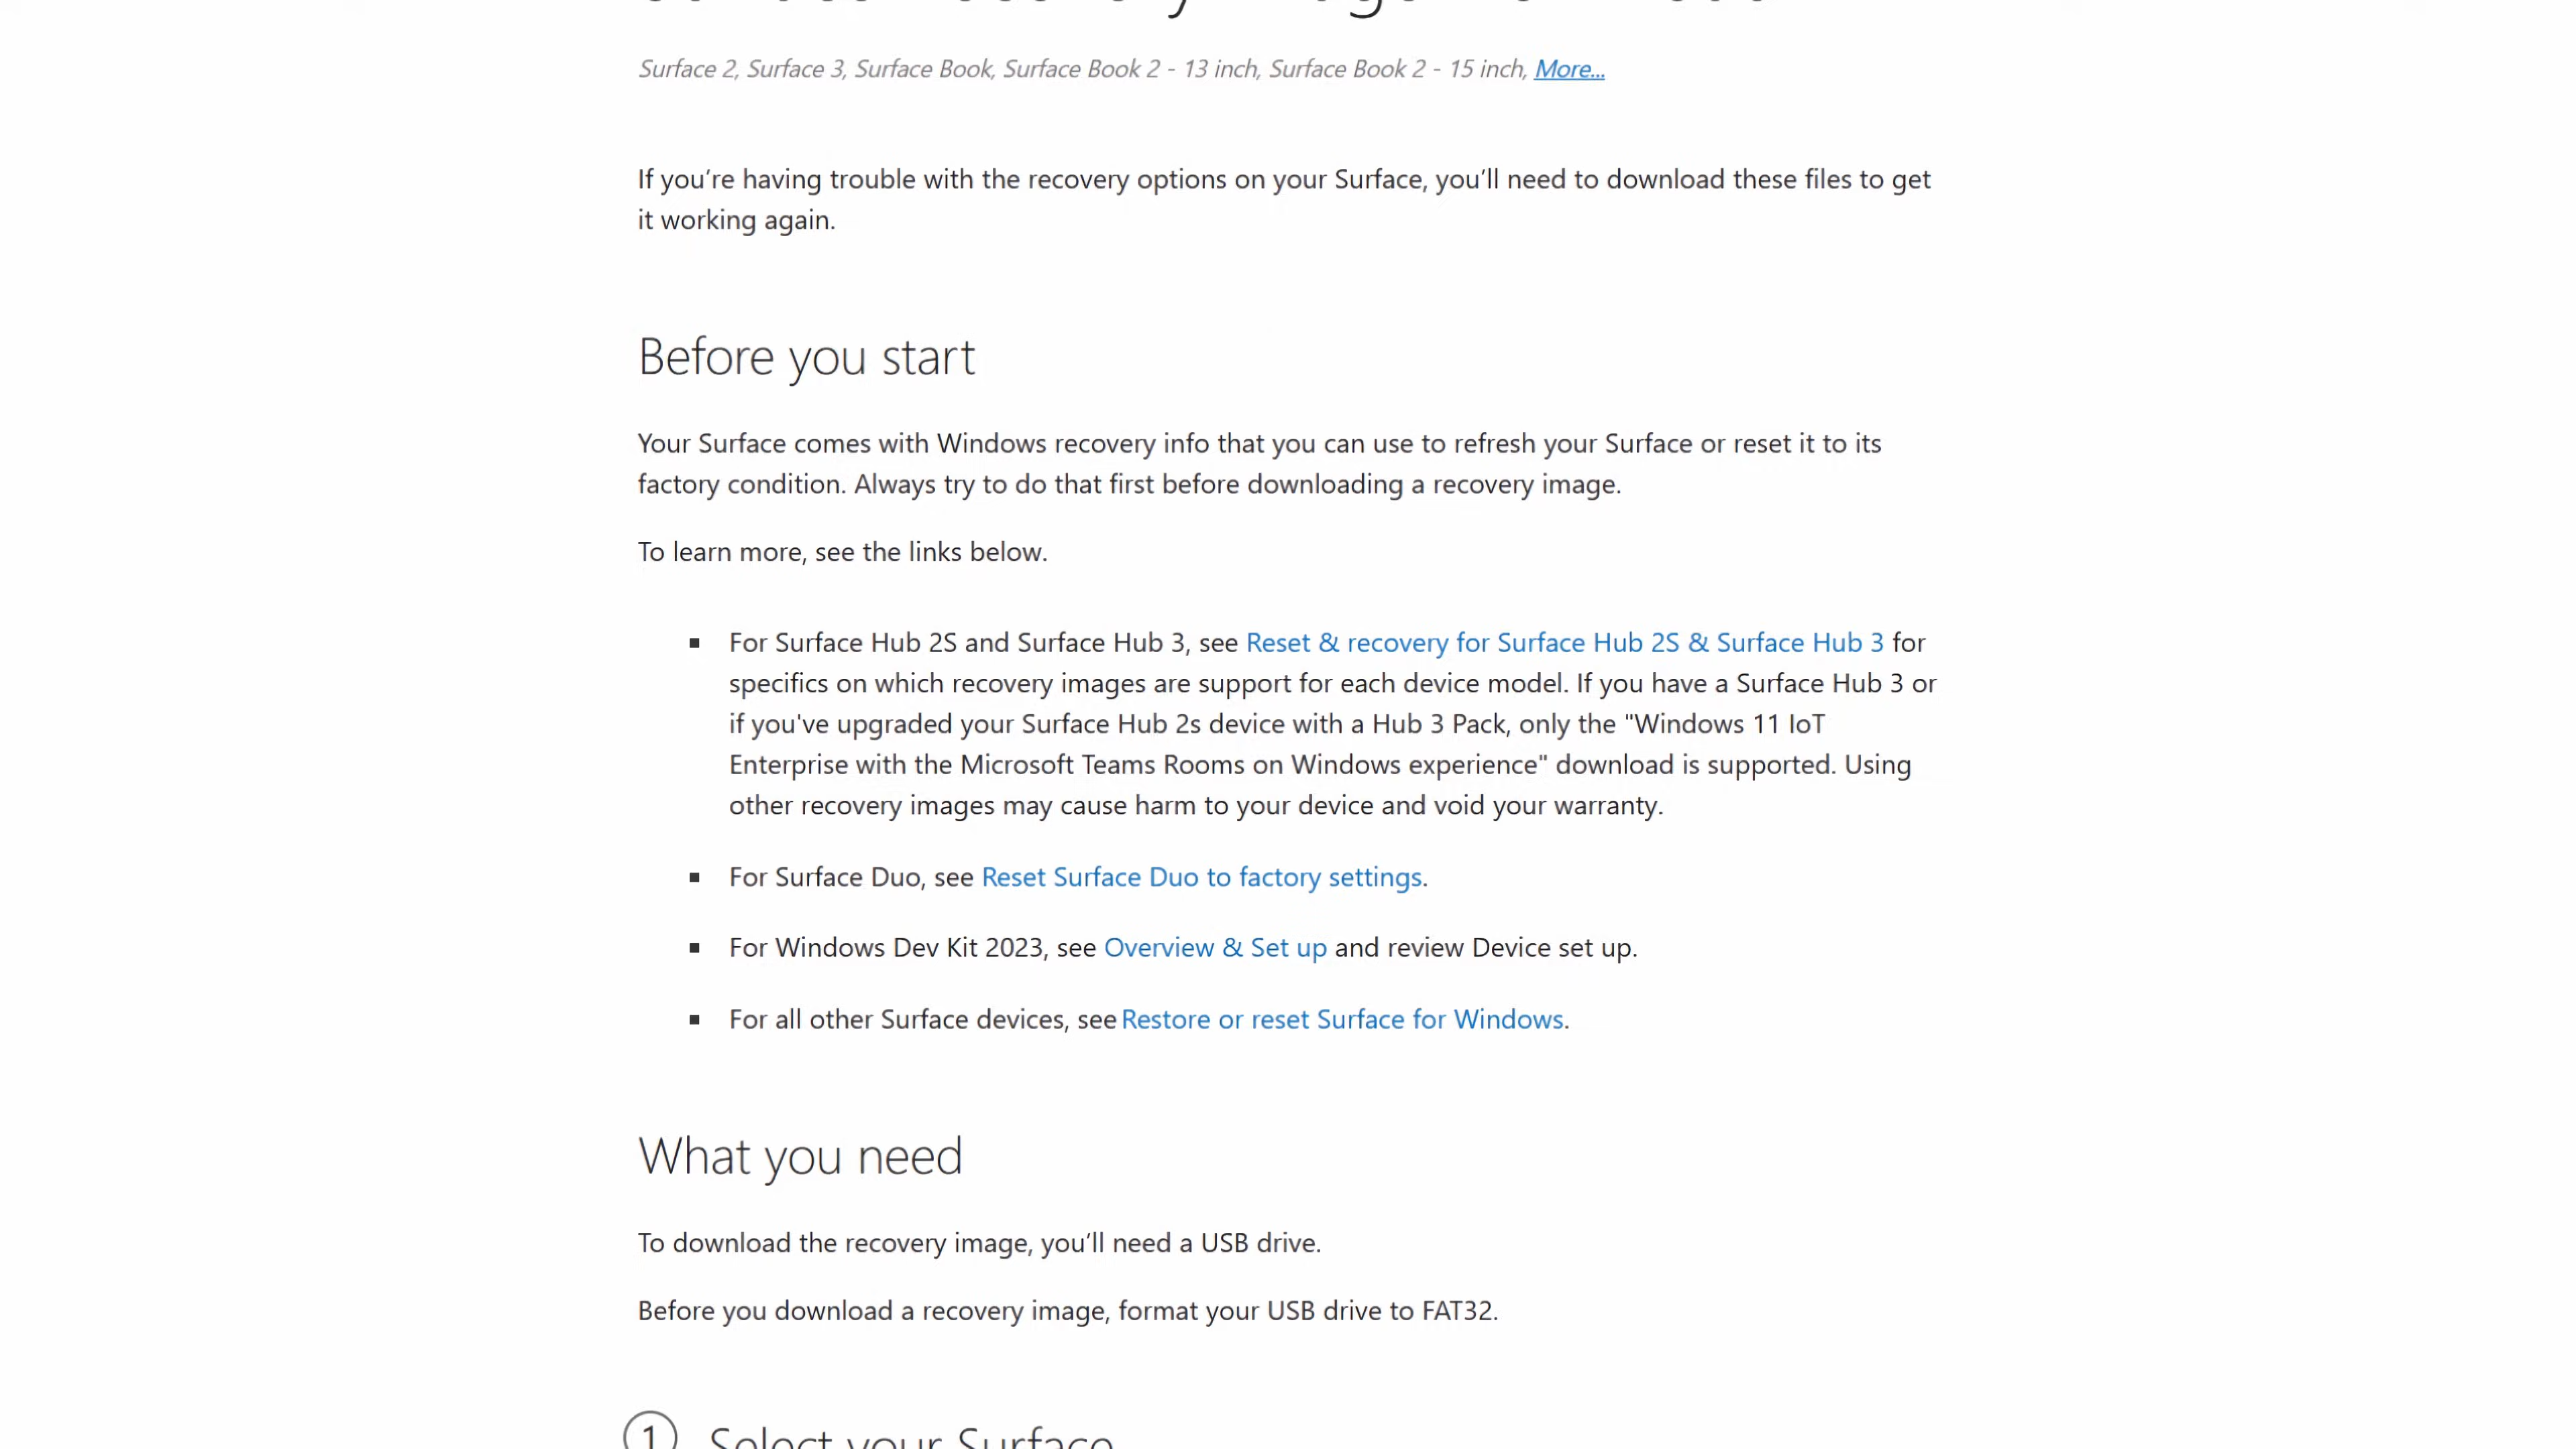 Surface 2, Surface 3, Surface Book, Surface Book 2 - 13 inch, Surface Book 2 - 15 inch, More...
If you’re having trouble with the recovery options on your Surface, you’ll need to download these files to get
it working again.
Before you start
Your Surface comes with Windows recovery info that you can use to refresh your Surface or reset it to its
factory condition. Always try to do that first before downloading a recovery image.
To learn more, see the links below.
▪ For Surface Hub 2S and Surface Hub 3, see Reset & recovery for Surface Hub 2S & Surface Hub 3 for
specifics on which recovery images are support for each device model. If you have a Surface Hub 3 or
if you've upgraded your Surface Hub 2s device with a Hub 3 Pack, only the "Windows 11 IoT
Enterprise with the Microsoft Teams Rooms on Windows experience" download is supported. Using
other recovery images may cause harm to your device and void your warranty.
▪ For Surface Duo, see Reset Surface Duo to factory settings.
▪ For Windows Dev Kit 2023, see Overview & Set up and review Device set up.
▪ For all other Surface devices, see Restore or reset Surface for Windows.
What you need
To download the recovery image, you’ll need a USB drive.
Before you download a recovery image, format your USB drive to FAT32.
1 Select your Surface